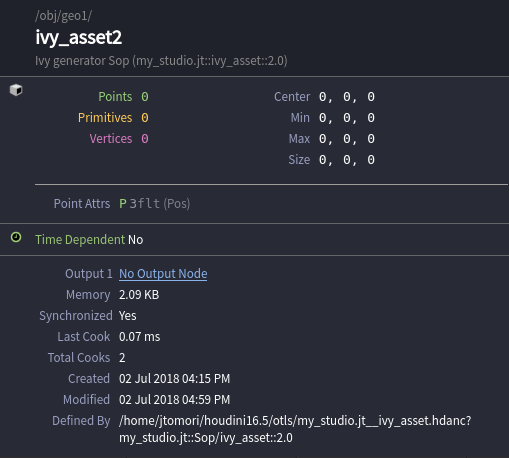 /obj/geo1/
ivy_asset2
Ivy generator Sop (my_studio.jt::ivy_asset::2.0)
Points 0 Center 0, 0, 0
Primitives 0 Min 0, 0, 0
Vertices 0 Max 0, 0, 0
Size 0, 0, 0
Point Attrs P 3flt (Pos)
Time Dependent No
Output 1 No Output Node
Memory 2.09 KB
Synchronized Yes
Last Cook 0.07 ms
Total Cooks 2
Created 02 Jul 2018 04:15 PM
Modified 02 Jul 2018 04:59 PM
Defined By /home/jtomori/houdini16.5/otls/my_studio.jt__ivy_asset.hdanc?
my_studio.jt::Sop/ivy_asset::2.0